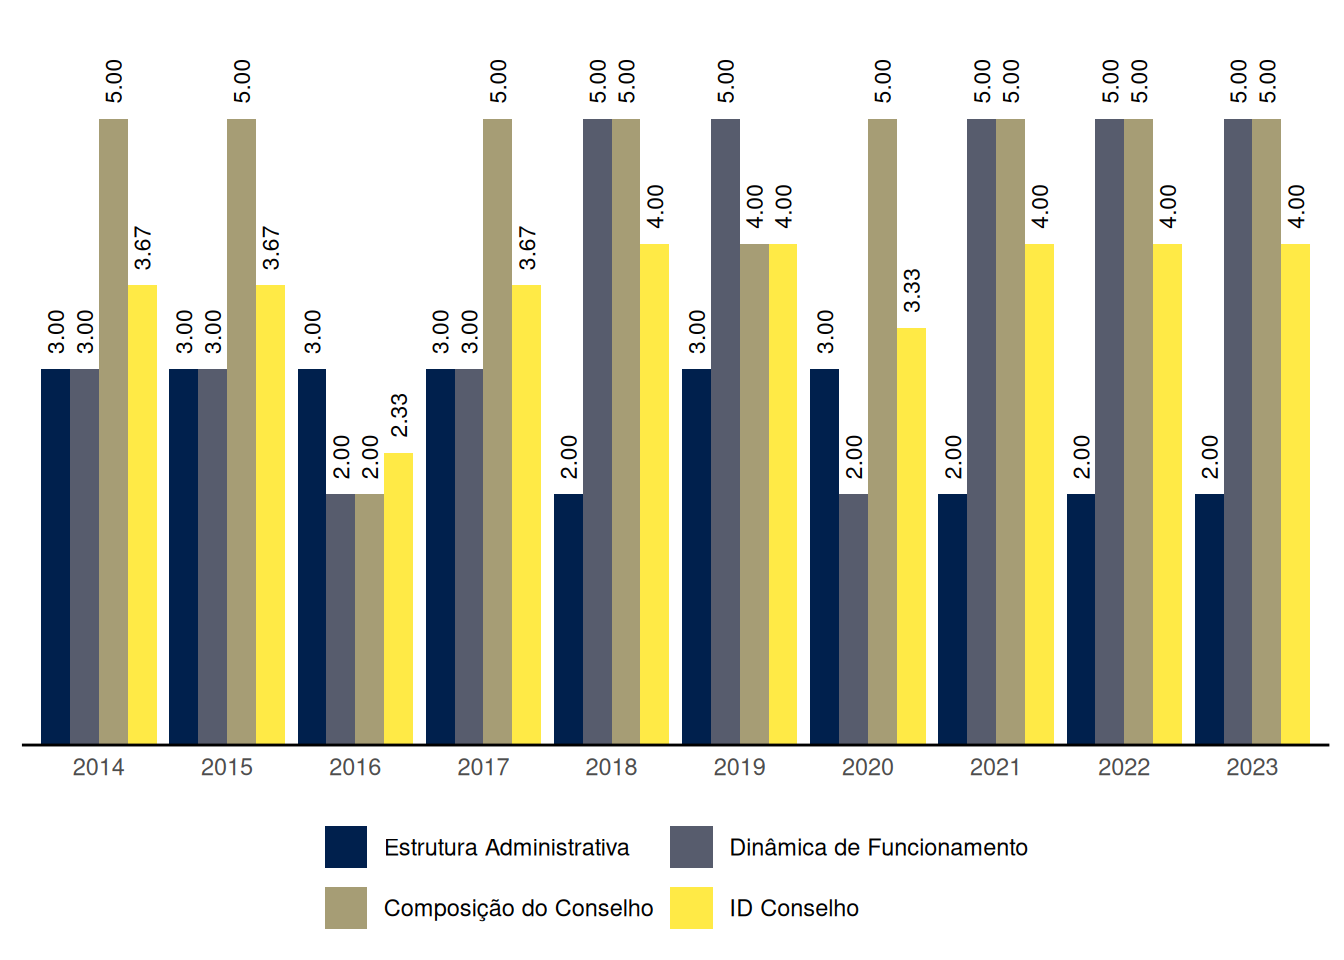 5.00 5.00 5.00 5.00 5.00 5.00 5.00 5.00 5.00 5.00 5.00 5.00 5.00
4.00 4.00 4.00 4.00 4.00 4.00
3.67 3.67 3.67
3.33
3.00 3.00 3.00 3.00 3.00 3.00 3.00 3.00 3.00
2.33
2.00 2.00 2.00 2.00 2.00 2.00 2.00
2014 2015 2016 2017 2018 2019 2020 2021 2022 2023
Estrutura Administrativa Dinâmica de Funcionamento
Composição do Conselho ID Conselho